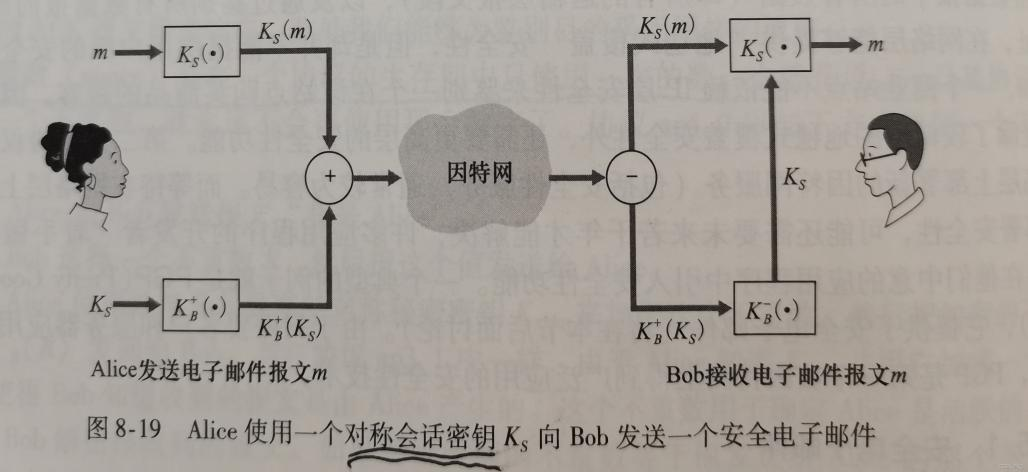 m
K_S(·)
K_S(m)
K_S(m)
K_S(·)
m
+
因特网
−
K_S
K_S
K_B^+(·)
K_B^+(K_S)
K_B^+(K_S)
K_B^-(·)
Alice发送电子邮件报文m
Bob接收电子邮件报文m
图 8-19 Alice 使用一个对称会话密钥 K_S 向 Bob 发送一个安全电子邮件